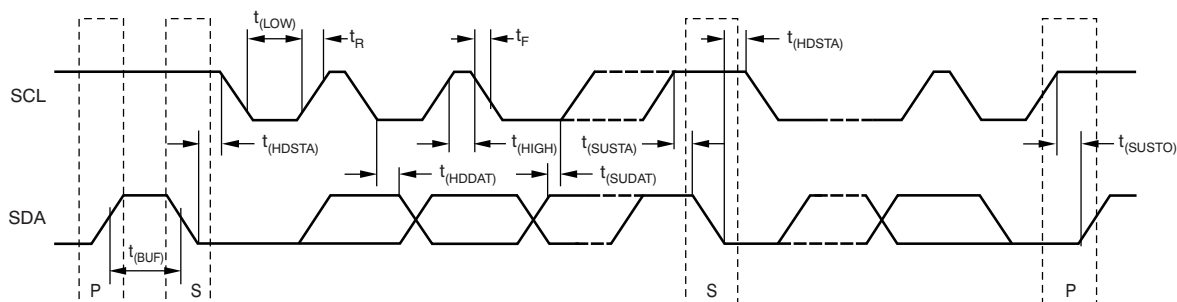 t(LOW)
tR
tF
t(HDSTA)
SCL
t(HDSTA)
t(HIGH)
t(SUSTA)
t(SUSTO)
t(HDDAT)
t(SUDAT)
SDA
t(BUF)
P
S
S
P